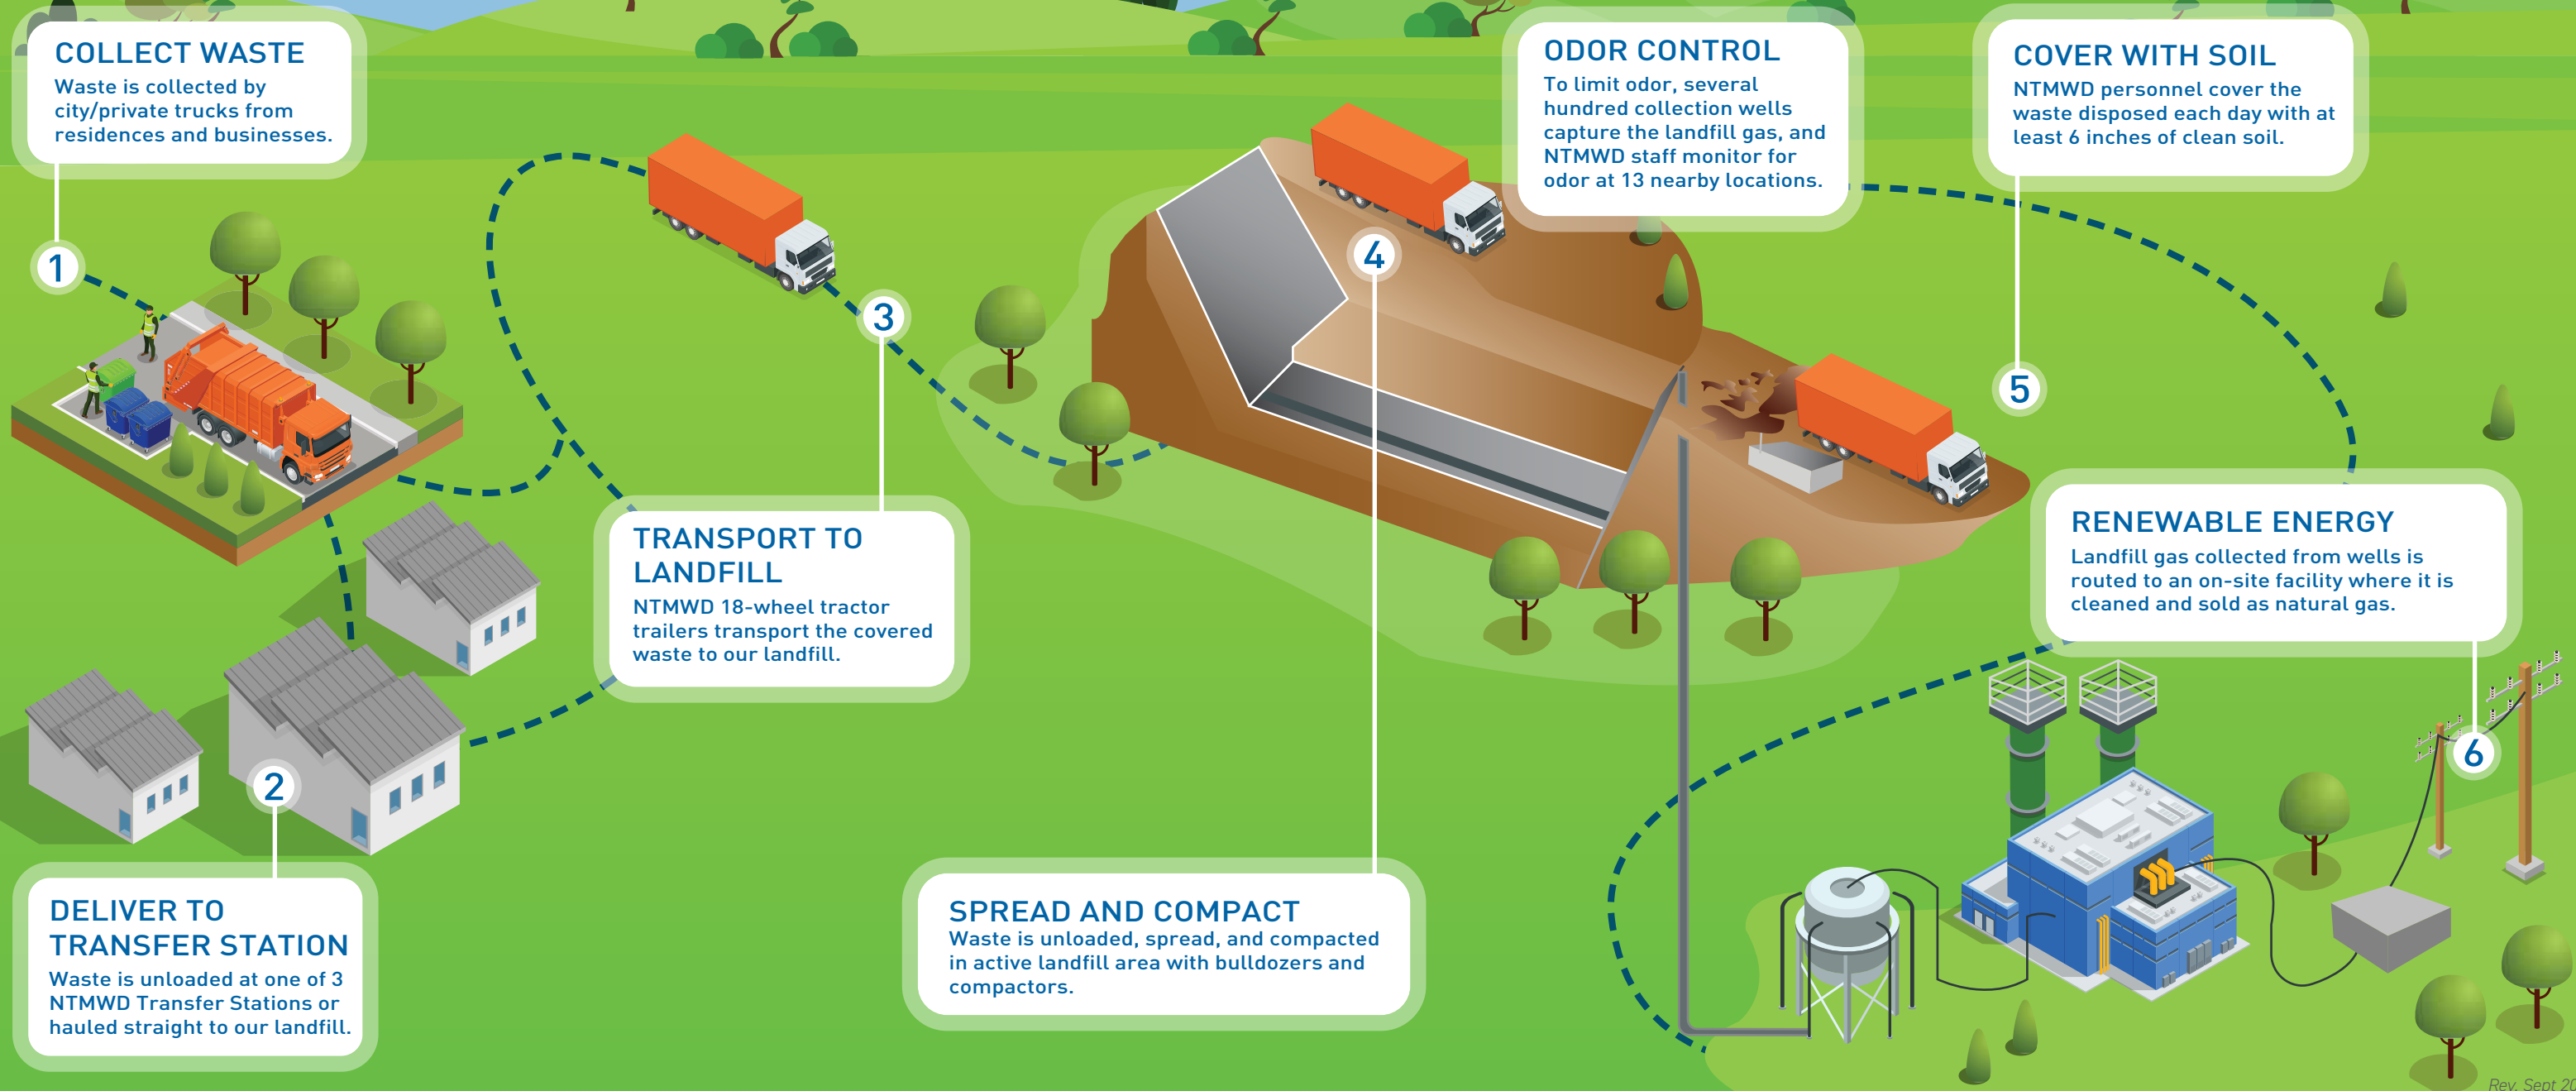 COLLECT WASTE
Waste is collected by
city/private trucks from
residences and businesses.
1
2
DELIVER TO
TRANSFER STATION
Waste is unloaded at one of 3
NTMWD Transfer Stations or
hauled straight to our landfill.
3
TRANSPORT TO
LANDFILL
NTMWD 18-wheel tractor
trailers transport the covered
waste to our landfill.
4
SPREAD AND COMPACT
Waste is unloaded, spread, and compacted
in active landfill area with bulldozers and
compactors.
ODOR CONTROL
To limit odor, several
hundred collection wells
capture the landfill gas, and
NTMWD staff monitor for
odor at 13 nearby locations.
COVER WITH SOIL
NTMWD personnel cover the
waste disposed each day with at
least 6 inches of clean soil.
5
RENEWABLE ENERGY
Landfill gas collected from wells is
routed to an on-site facility where it is
cleaned and sold as natural gas.
6
Rev. Sept 20